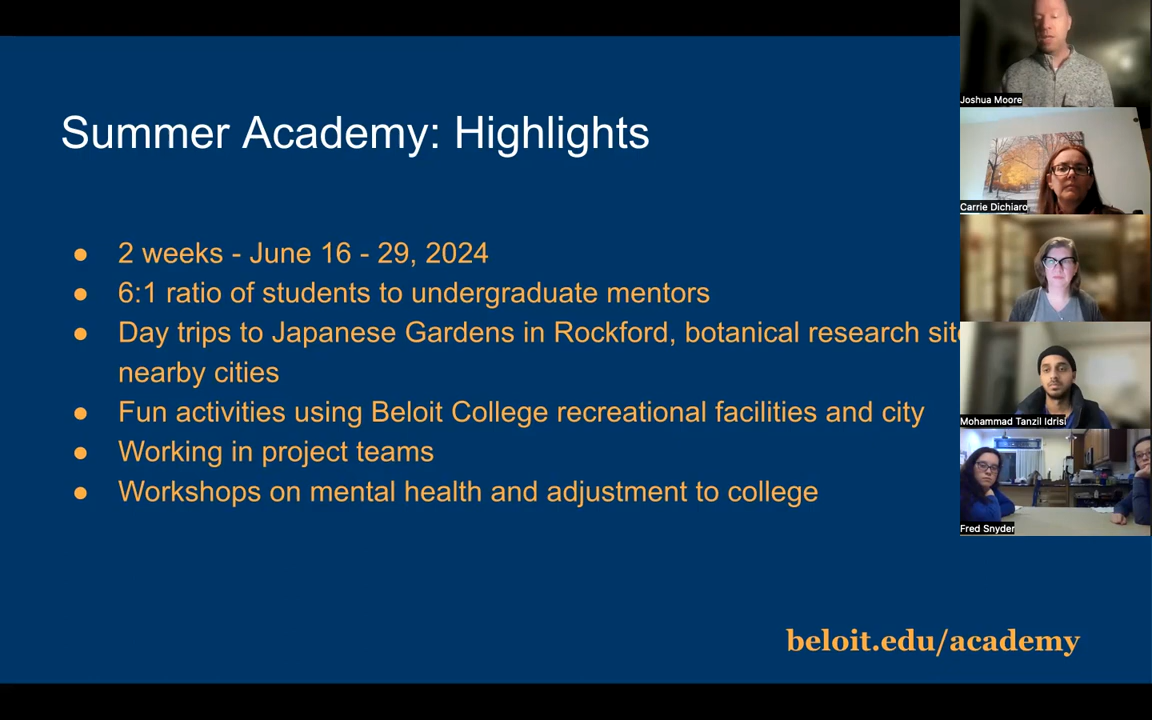 Summer Academy: Highlights
● 2 weeks - June 16 - 29, 2024
● 6:1 ratio of students to undergraduate mentors
● Day trips to Japanese Gardens in Rockford, botanical research
nearby cities
● Fun activities using Beloit College recreational facilities and city
● Working in project teams
● Workshops on mental health and adjustment to college
beloit.edu/academy
Joshua Moore
Carrie Dichiaro
Mohammad Tanzil Idrisi
Fred Snyder